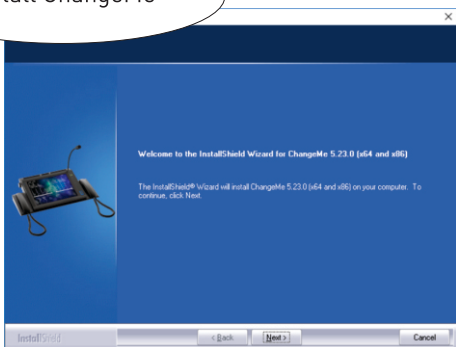 ChangeMe
Welcome to the InstallShield Wizard for ChangeMe 5.23.0 (x64 and x86)
The InstallShield® Wizard will install ChangeMe 5.23.0 (x64 and x86) on your computer. To
continue, click Next.
InstallShield
< Back
Next >
Cancel